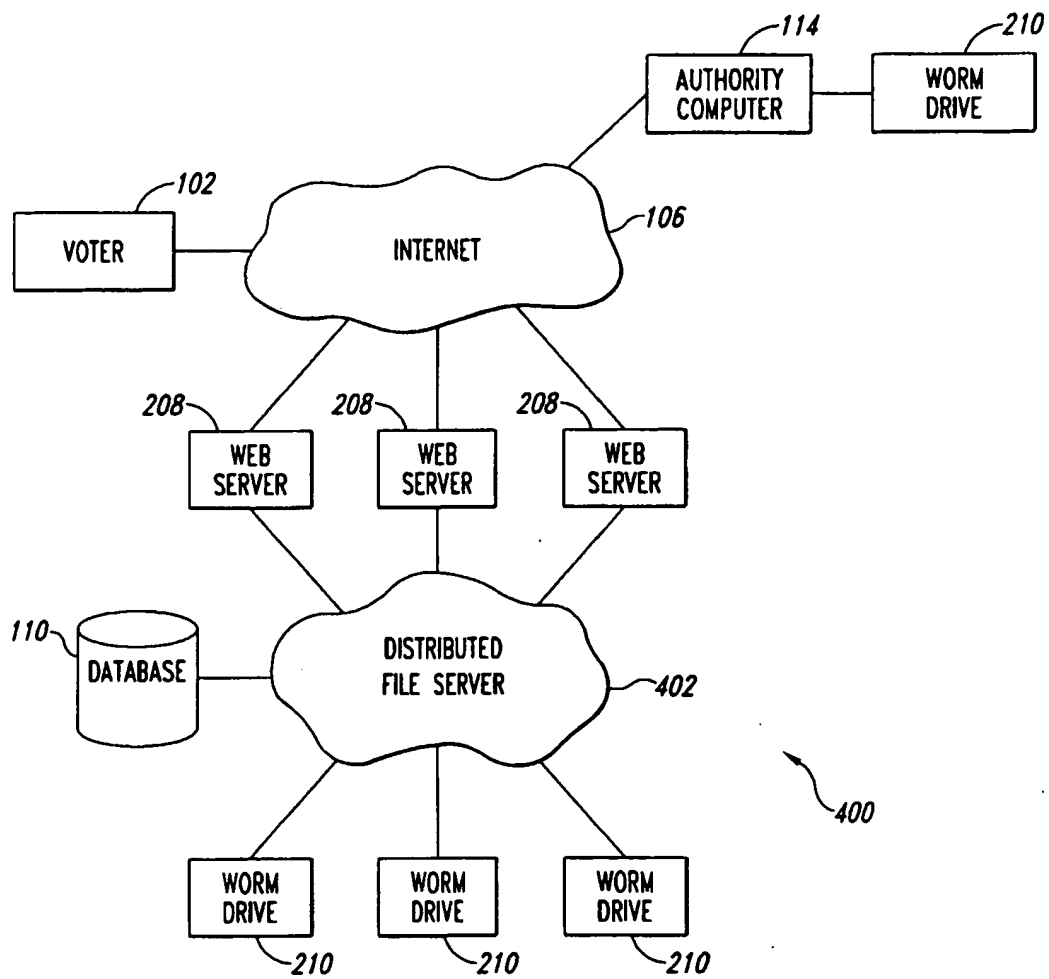 114
210
AUTHORITY
COMPUTER
WORM
DRIVE
102
VOTER
INTERNET
106
208
208
208
WEB
SERVER
WEB
SERVER
WEB
SERVER
110
DATABASE
DISTRIBUTED
FILE SERVER
402
400
WORM
DRIVE
WORM
DRIVE
WORM
DRIVE
210
210
210